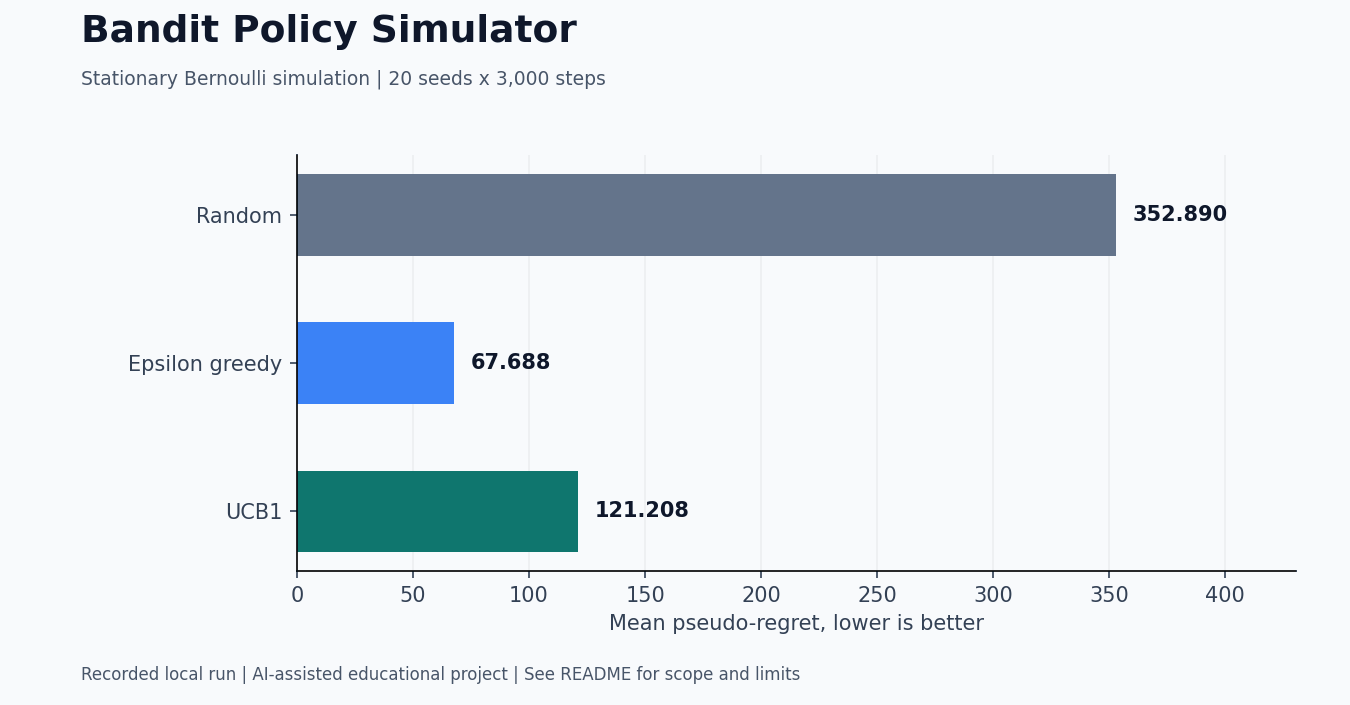 Bandit Policy Simulator
Stationary Bernoulli simulation | 20 seeds x 3,000 steps
Random
352.890
Epsilon greedy
67.688
UCB1
121.208
0 50 100 150 200 250 300 350 400
Mean pseudo-regret, lower is better
Recorded local run | AI-assisted educational project | See README for scope and limits